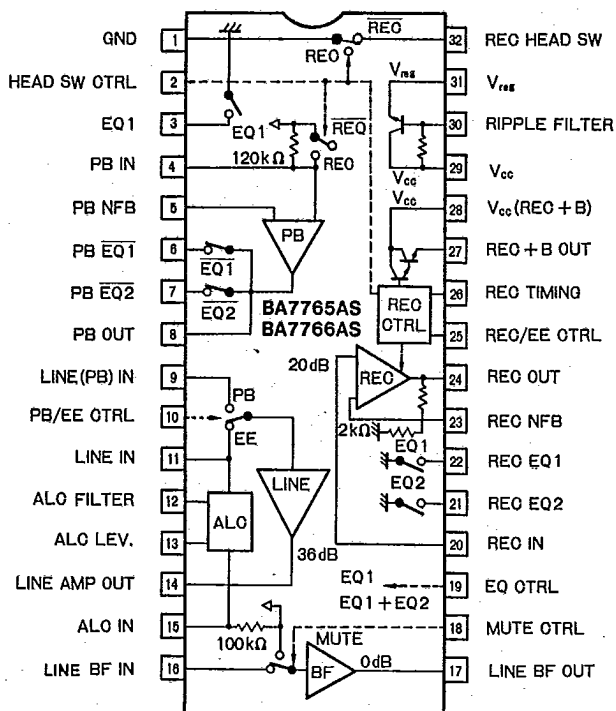 GND 1
HEAD SW CTRL 2
EQ1 3
PB IN 4
PB NFB 5
PB EQ1 6
PB EQ2 7
PB OUT 8
LINE(PB) IN 9
PB/EE CTRL 10
LINE IN 11
ALC FILTER 12
ALC LEV. 13
LINE AMP OUT 14
ALC IN 15
LINE BF IN 16
REC
REC
EQ1
120kΩ
REQ
REC
PB
EQ1
EQ2
BA7765AS
BA7766AS
PB
EE
ALC
LINE
36dB
100kΩ
MUTE
BF
0dB
Vreg
Vcc
Vcc
REC
CTRL
20dB
REC
2kΩ
EQ1
EQ2
EQ1
EQ1+EQ2
32 REC HEAD SW
31 Vreg
30 RIPPLE FILTER
29 Vcc
28 Vcc(REC+B)
27 REC+B OUT
26 REC TIMING
25 REC/EE CTRL
24 REC OUT
23 REC NFB
22 REC EQ1
21 REC EQ2
20 REC IN
19 EQ CTRL
18 MUTE CTRL
17 LINE BF OUT